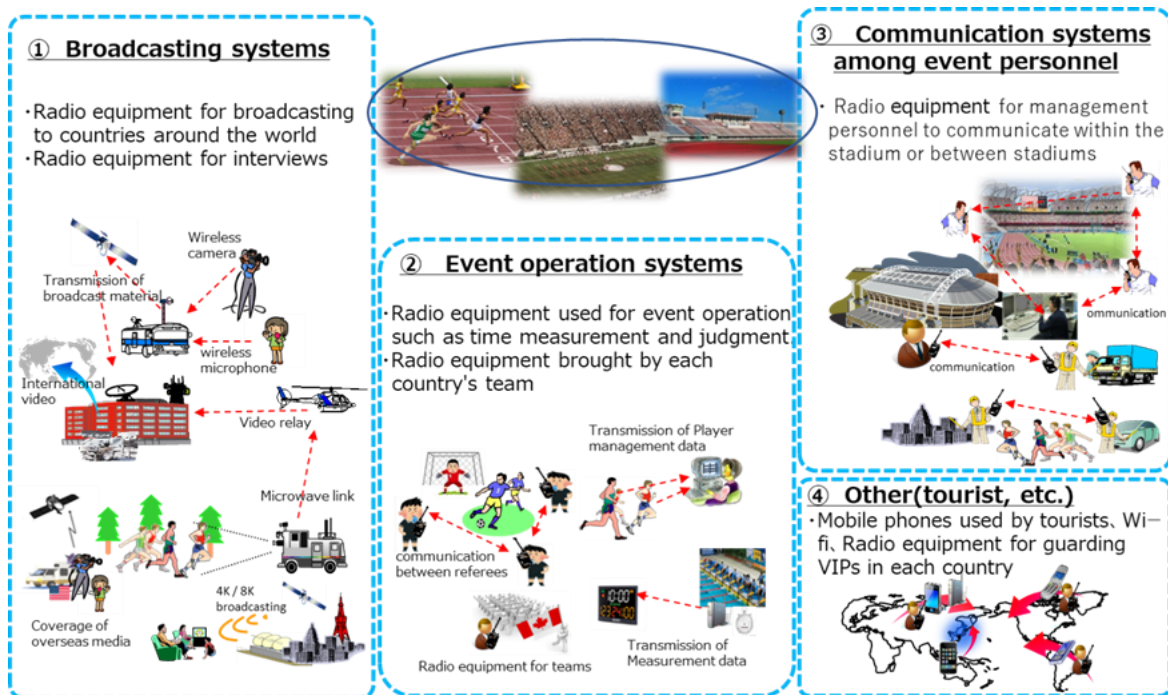 ① Broadcasting systems
・Radio equipment for broadcasting
to countries around the world
・Radio equipment for interviews
Wireless
camera
Transmission of
broadcast material
wireless
microphone
International
video
Video relay
Microwave link
4K / 8K
broadcasting
Coverage of
overseas media
② Event operation systems
・Radio equipment used for event operation
such as time measurement and judgment
・Radio equipment brought by each
country's team
Transmission of Player
management data
communication
between referees
10:00"
23:24:00
Radio equipment for teams
Transmission of
Measurement data
③ Communication systems
among event personnel
・Radio equipment for management
personnel to communicate within the
stadium or between stadiums
ommunication
communication
④ Other(tourist, etc.)
・Mobile phones used by tourists、Wi－
fi、Radio equipment for guarding
VIPs in each country